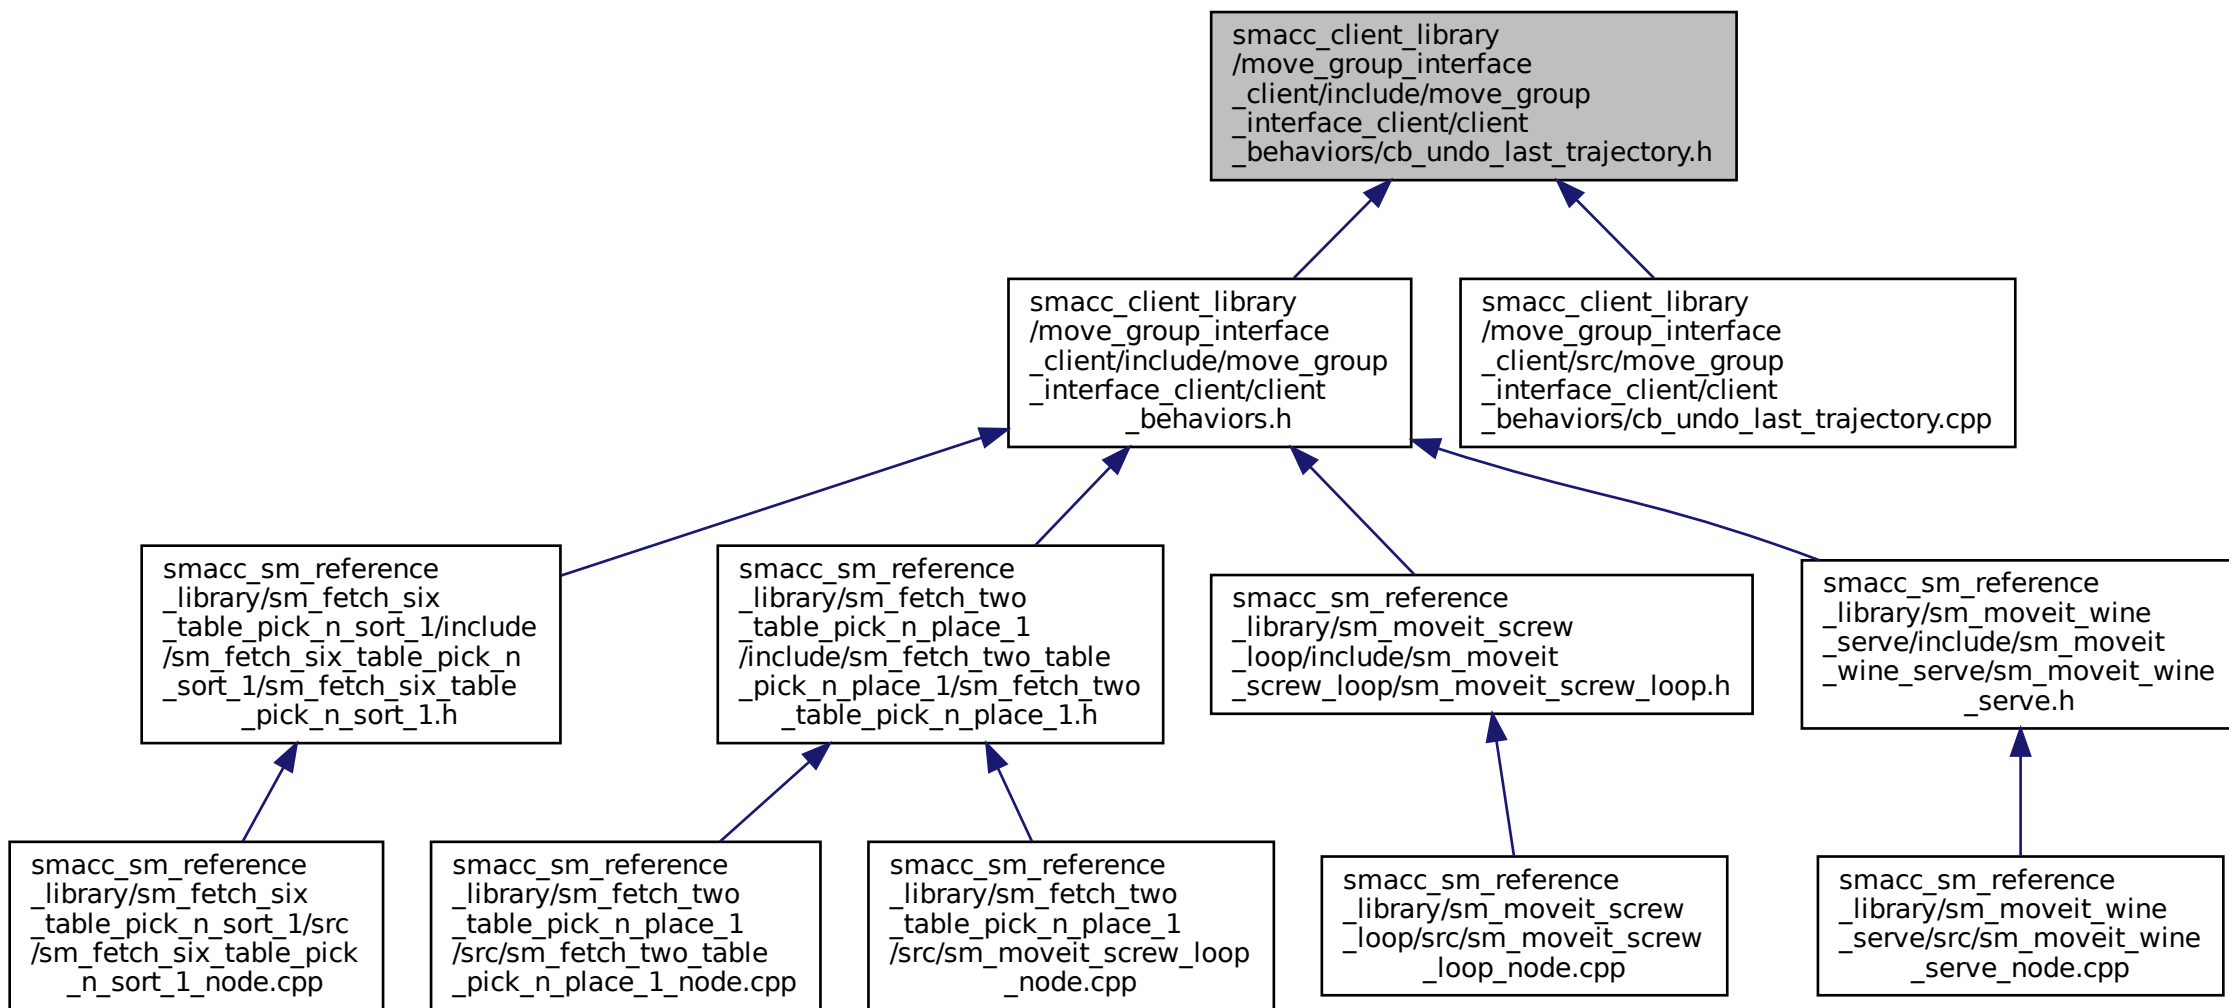 smacc_client_library
/move_group_interface
_client/include/move_group
_interface_client/client
_behaviors/cb_undo_last_trajectory.h
smacc_client_library
/move_group_interface
_client/include/move_group
_interface_client/client
_behaviors.h
smacc_client_library
/move_group_interface
_client/src/move_group
_interface_client/client
_behaviors/cb_undo_last_trajectory.cpp
smacc_sm_reference
_library/sm_fetch_six
_table_pick_n_sort_1/include
/sm_fetch_six_table_pick_n
_sort_1/sm_fetch_six_table
_pick_n_sort_1.h
smacc_sm_reference
_library/sm_fetch_two
_table_pick_n_place_1
/include/sm_fetch_two_table
_pick_n_place_1/sm_fetch_two
_table_pick_n_place_1.h
smacc_sm_reference
_library/sm_moveit_screw
_loop/include/sm_moveit
_screw_loop/sm_moveit_screw_loop.h
smacc_sm_reference
_library/sm_moveit_wine
_serve/include/sm_moveit
_wine_serve/sm_moveit_wine
_serve.h
smacc_sm_reference
_library/sm_fetch_six
_table_pick_n_sort_1/src
/sm_fetch_six_table_pick
_n_sort_1_node.cpp
smacc_sm_reference
_library/sm_fetch_two
_table_pick_n_place_1
/src/sm_fetch_two_table
_pick_n_place_1_node.cpp
smacc_sm_reference
_library/sm_fetch_two
_table_pick_n_place_1
/src/sm_moveit_screw_loop
_node.cpp
smacc_sm_reference
_library/sm_moveit_screw
_loop/src/sm_moveit_screw
_loop_node.cpp
smacc_sm_reference
_library/sm_moveit_wine
_serve/src/sm_moveit_wine
_serve_node.cpp